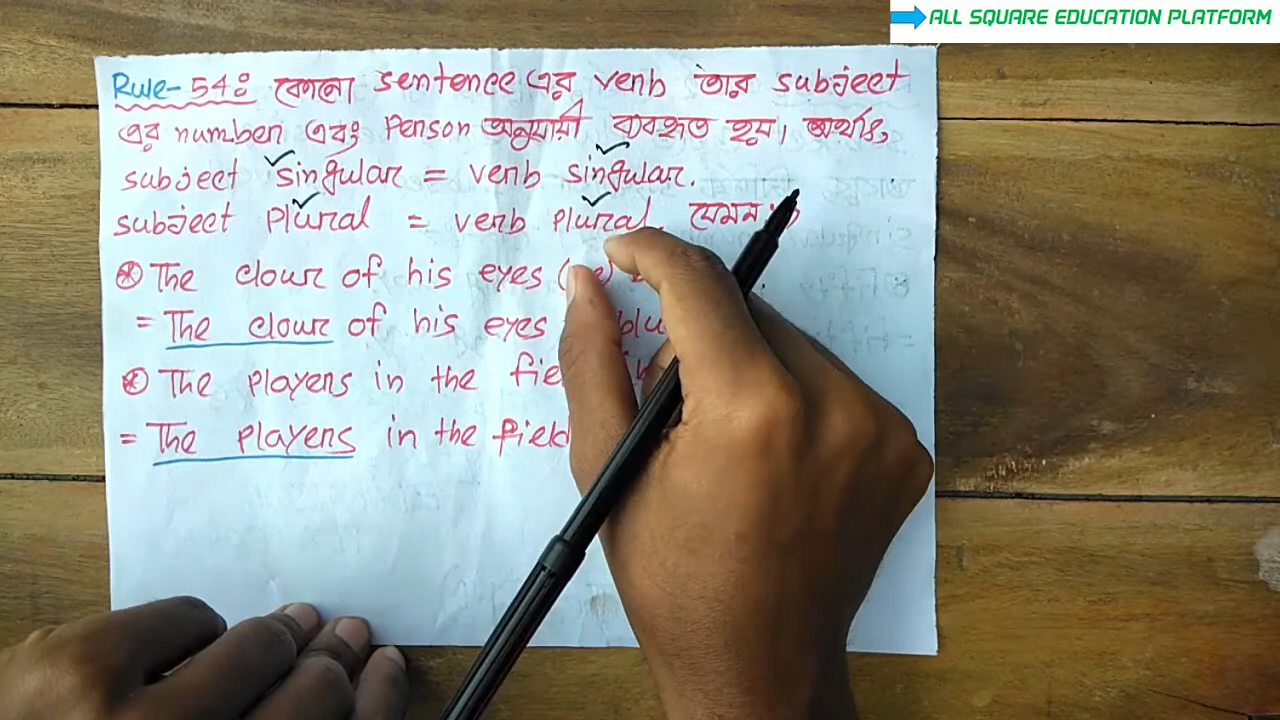 ALL SQUARE EDUCATION PLATFORM
Rule-54ঃ কোনো sentence এর verb তার subject
এর number এবং Person অনুযায়ী ব্যবহৃত হয়। অর্থাৎ,
subject singular = verb singular.
subject Plural = verb plural. যেমনঃ
⊛ The clour of his eyes (
= The clour of his eyes blu
⊛ The players in the fie
= The players in the field